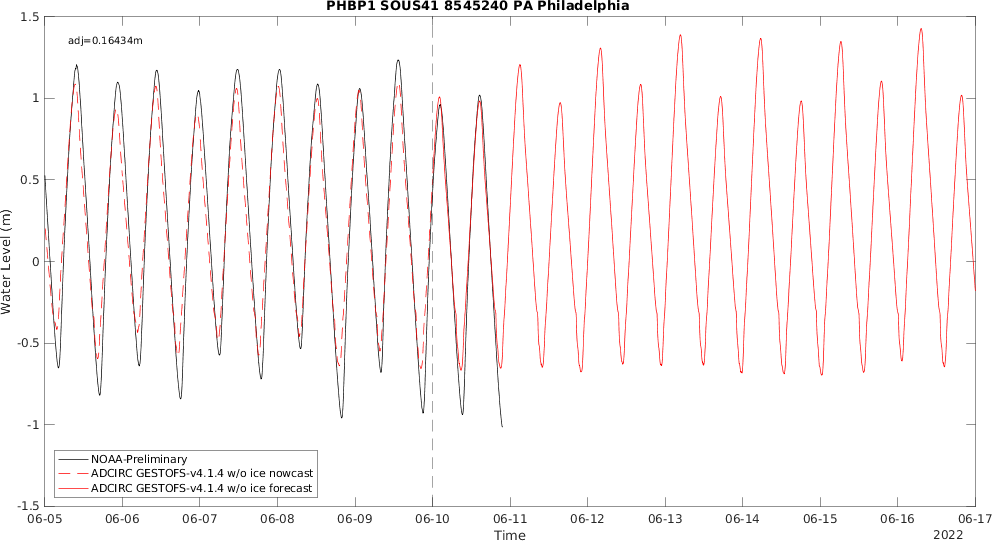 PHBP1 SOUS41 8545240 PA Philadelphia
adj=0.16434m
1.5
1
0.5
0
-0.5
-1
-1.5
Water Level (m)
NOAA-Preliminary
ADCIRC GESTOFS-v4.1.4 w/o ice nowcast
ADCIRC GESTOFS-v4.1.4 w/o ice forecast
06-05 06-06 06-07 06-08 06-09 06-10 06-11 06-12 06-13 06-14 06-15 06-16 06-17
Time
2022